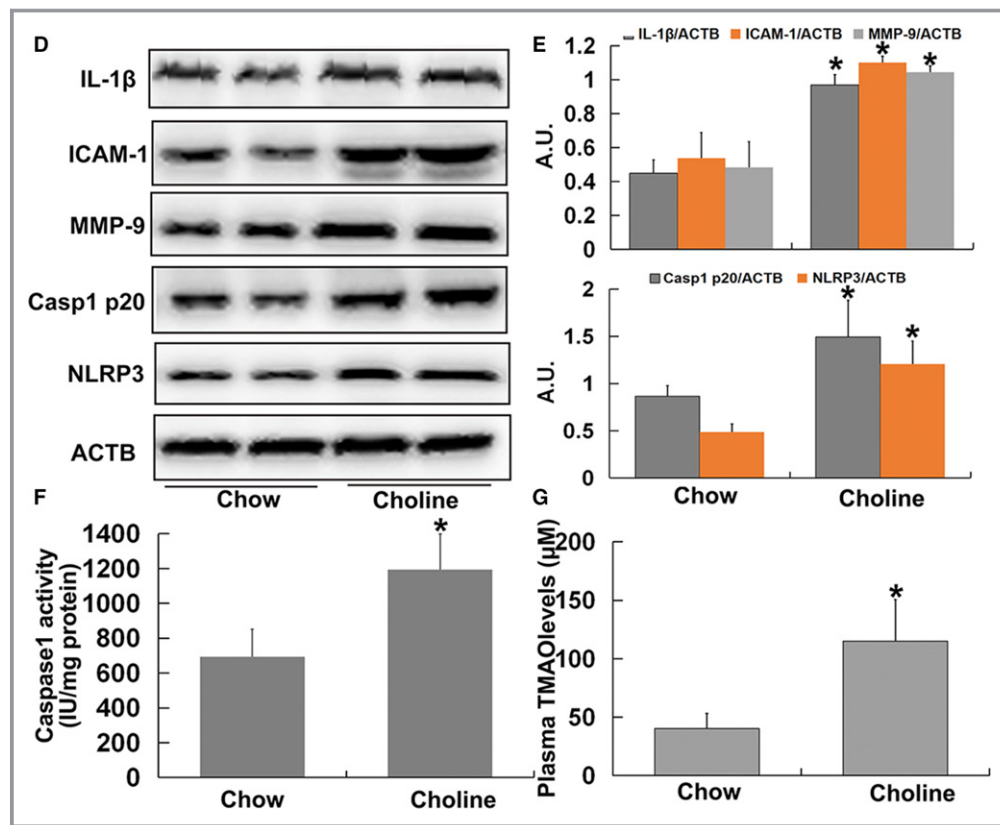 D
IL-1β
ICAM-1
MMP-9
Casp1 p20
NLRP3
ACTB
Chow Choline
E
IL-1β/ACTB ICAM-1/ACTB MMP-9/ACTB
A.U.
1.2
1
0.8
0.6
0.4
0.2
0
* * *
Casp1 p20/ACTB NLRP3/ACTB
A.U.
2
1.5
1
0.5
0
* *
Chow Choline
F
Caspase1 activity
(IU/mg protein)
1400
1200
1000
800
600
400
200
0
*
Chow Choline
G
Plasma TMAOlevels (µM)
200
150
100
50
0
*
Chow Choline